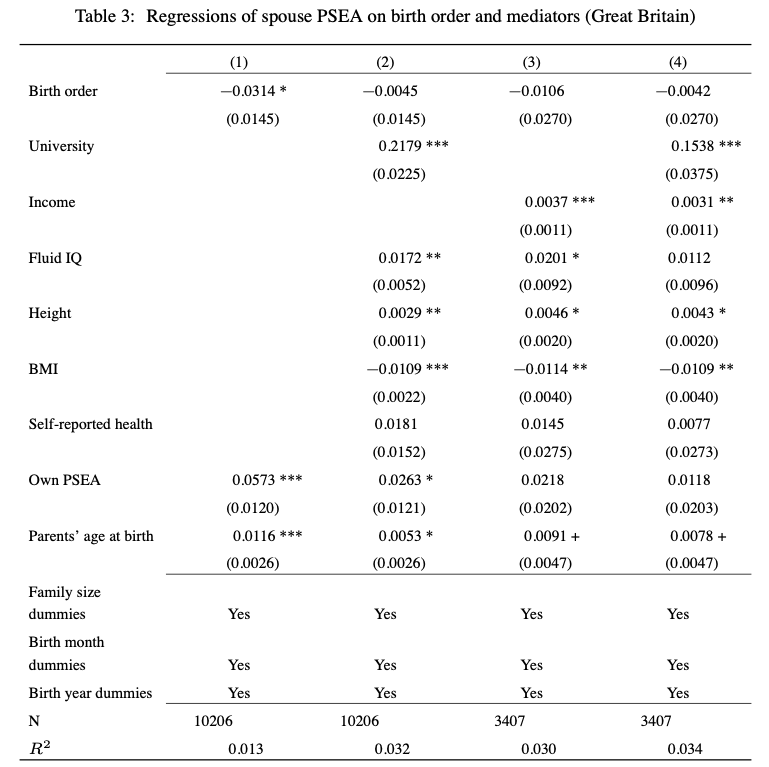 Table 3: Regressions of spouse PSEA on birth order and mediators (Great Britain)
(1) (2) (3) (4)
Birth order −0.0314 * −0.0045 −0.0106 −0.0042
(0.0145) (0.0145) (0.0270) (0.0270)
University 0.2179 *** 0.1538 ***
(0.0225) (0.0375)
Income 0.0037 *** 0.0031 **
(0.0011) (0.0011)
Fluid IQ 0.0172 ** 0.0201 * 0.0112
(0.0052) (0.0092) (0.0096)
Height 0.0029 ** 0.0046 * 0.0043 *
(0.0011) (0.0020) (0.0020)
BMI −0.0109 *** −0.0114 ** −0.0109 **
(0.0022) (0.0040) (0.0040)
Self-reported health 0.0181 0.0145 0.0077
(0.0152) (0.0275) (0.0273)
Own PSEA 0.0573 *** 0.0263 * 0.0218 0.0118
(0.0120) (0.0121) (0.0202) (0.0203)
Parents’ age at birth 0.0116 *** 0.0053 * 0.0091 + 0.0078 +
(0.0026) (0.0026) (0.0047) (0.0047)
Family size
dummies Yes Yes Yes Yes
Birth month
dummies Yes Yes Yes Yes
Birth year dummies Yes Yes Yes Yes
N 10206 10206 3407 3407
R² 0.013 0.032 0.030 0.034